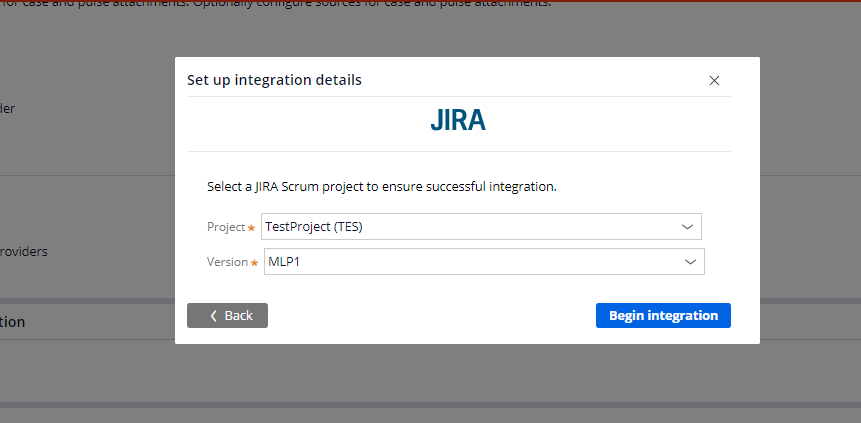 for case and pulse attachments. Optionally configure sources for case and pulse attachments.
Set up integration details
JIRA
der
Select a JIRA Scrum project to ensure successful integration.
Project * TestProject (TES)
roviders
Version * MLP1
Back
Begin integration
tion